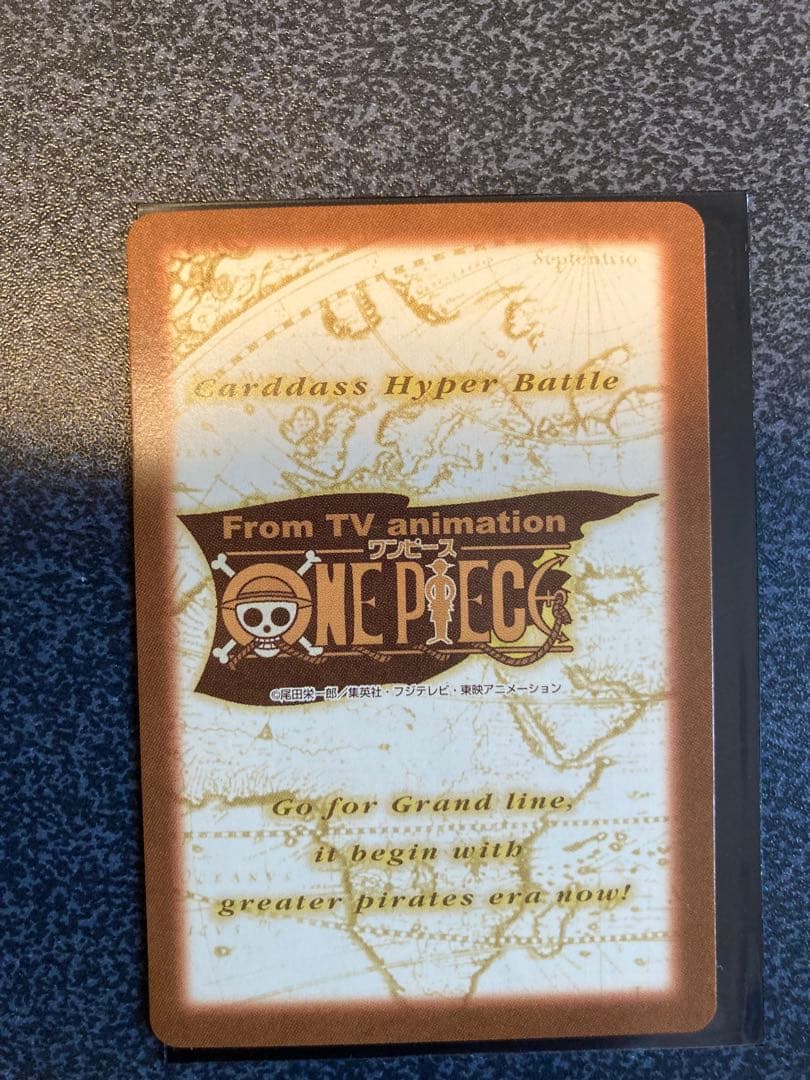 Septentrio
Carddass Hyper Battle
From TV animation
ワンピース
ONE PIECE
©尾田栄一郎／集英社・フジテレビ・東映アニメーション
Go for Grand line,
it begin with
greater pirates era now!